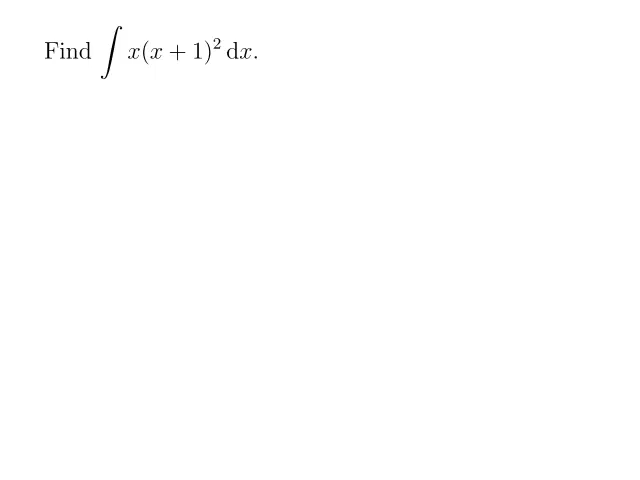 Find ∫ x(x + 1)² dx.